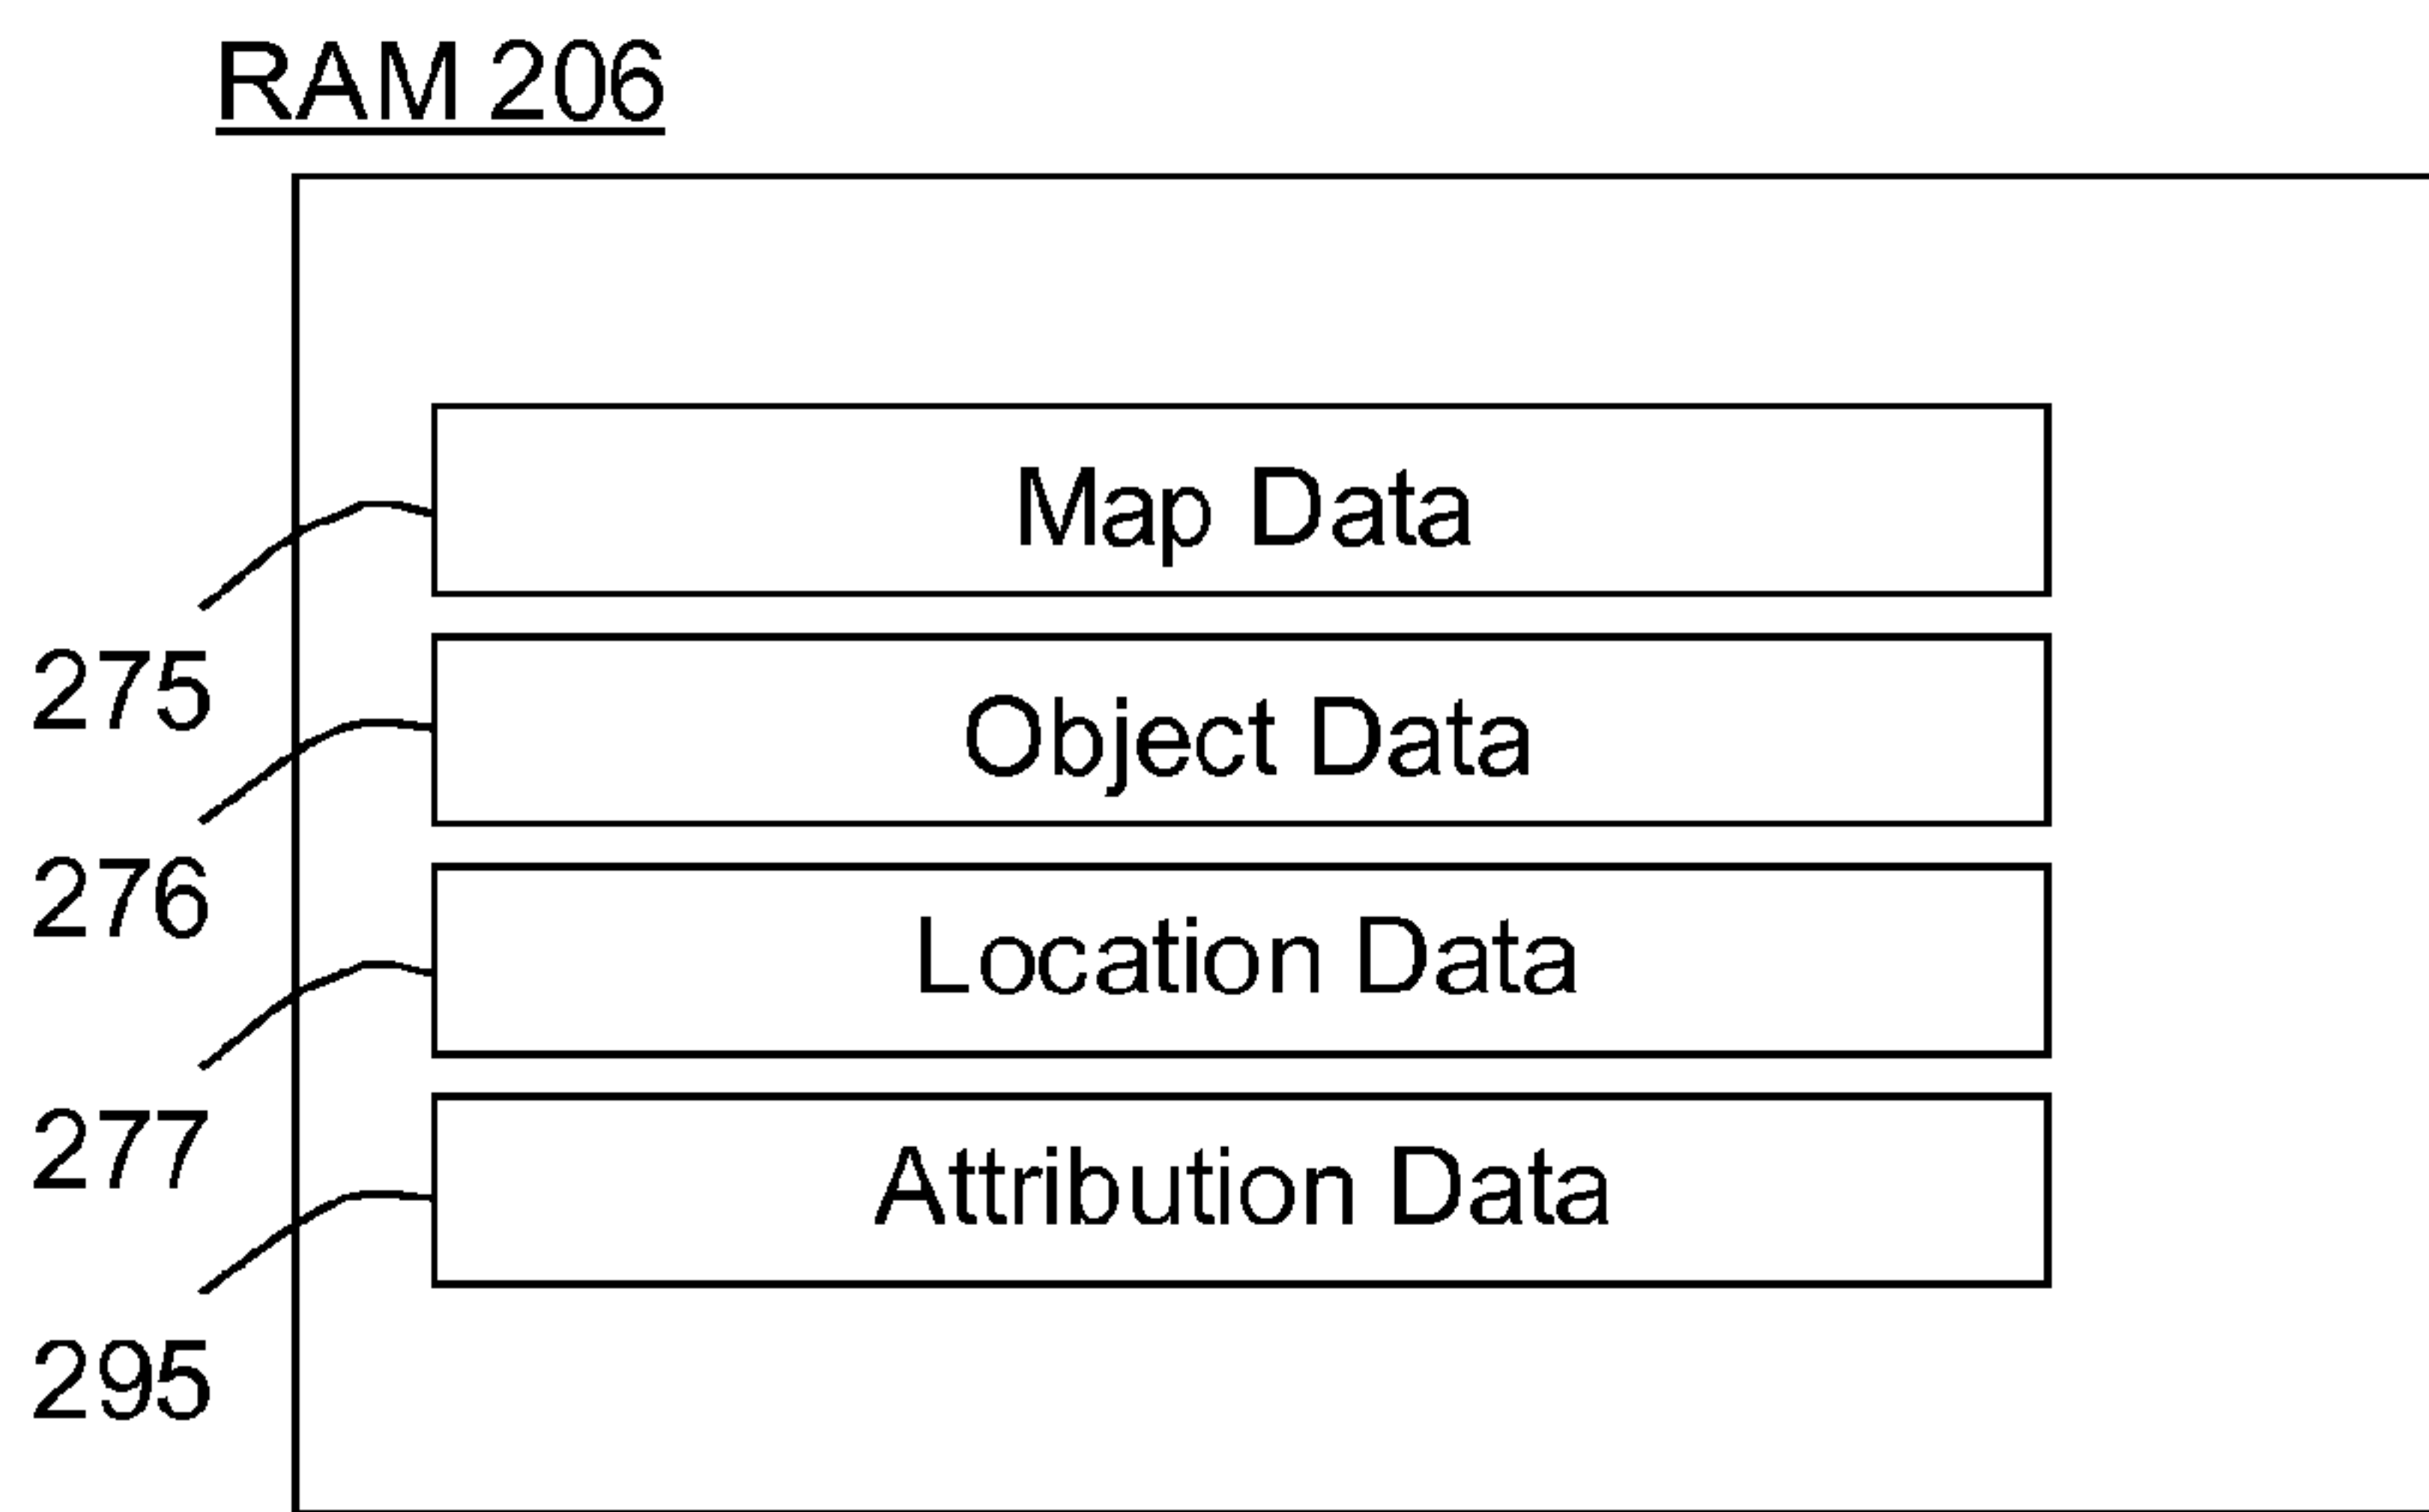 RAM 206
Map Data
275
Object Data
276
Location Data
277
Attribution Data
295